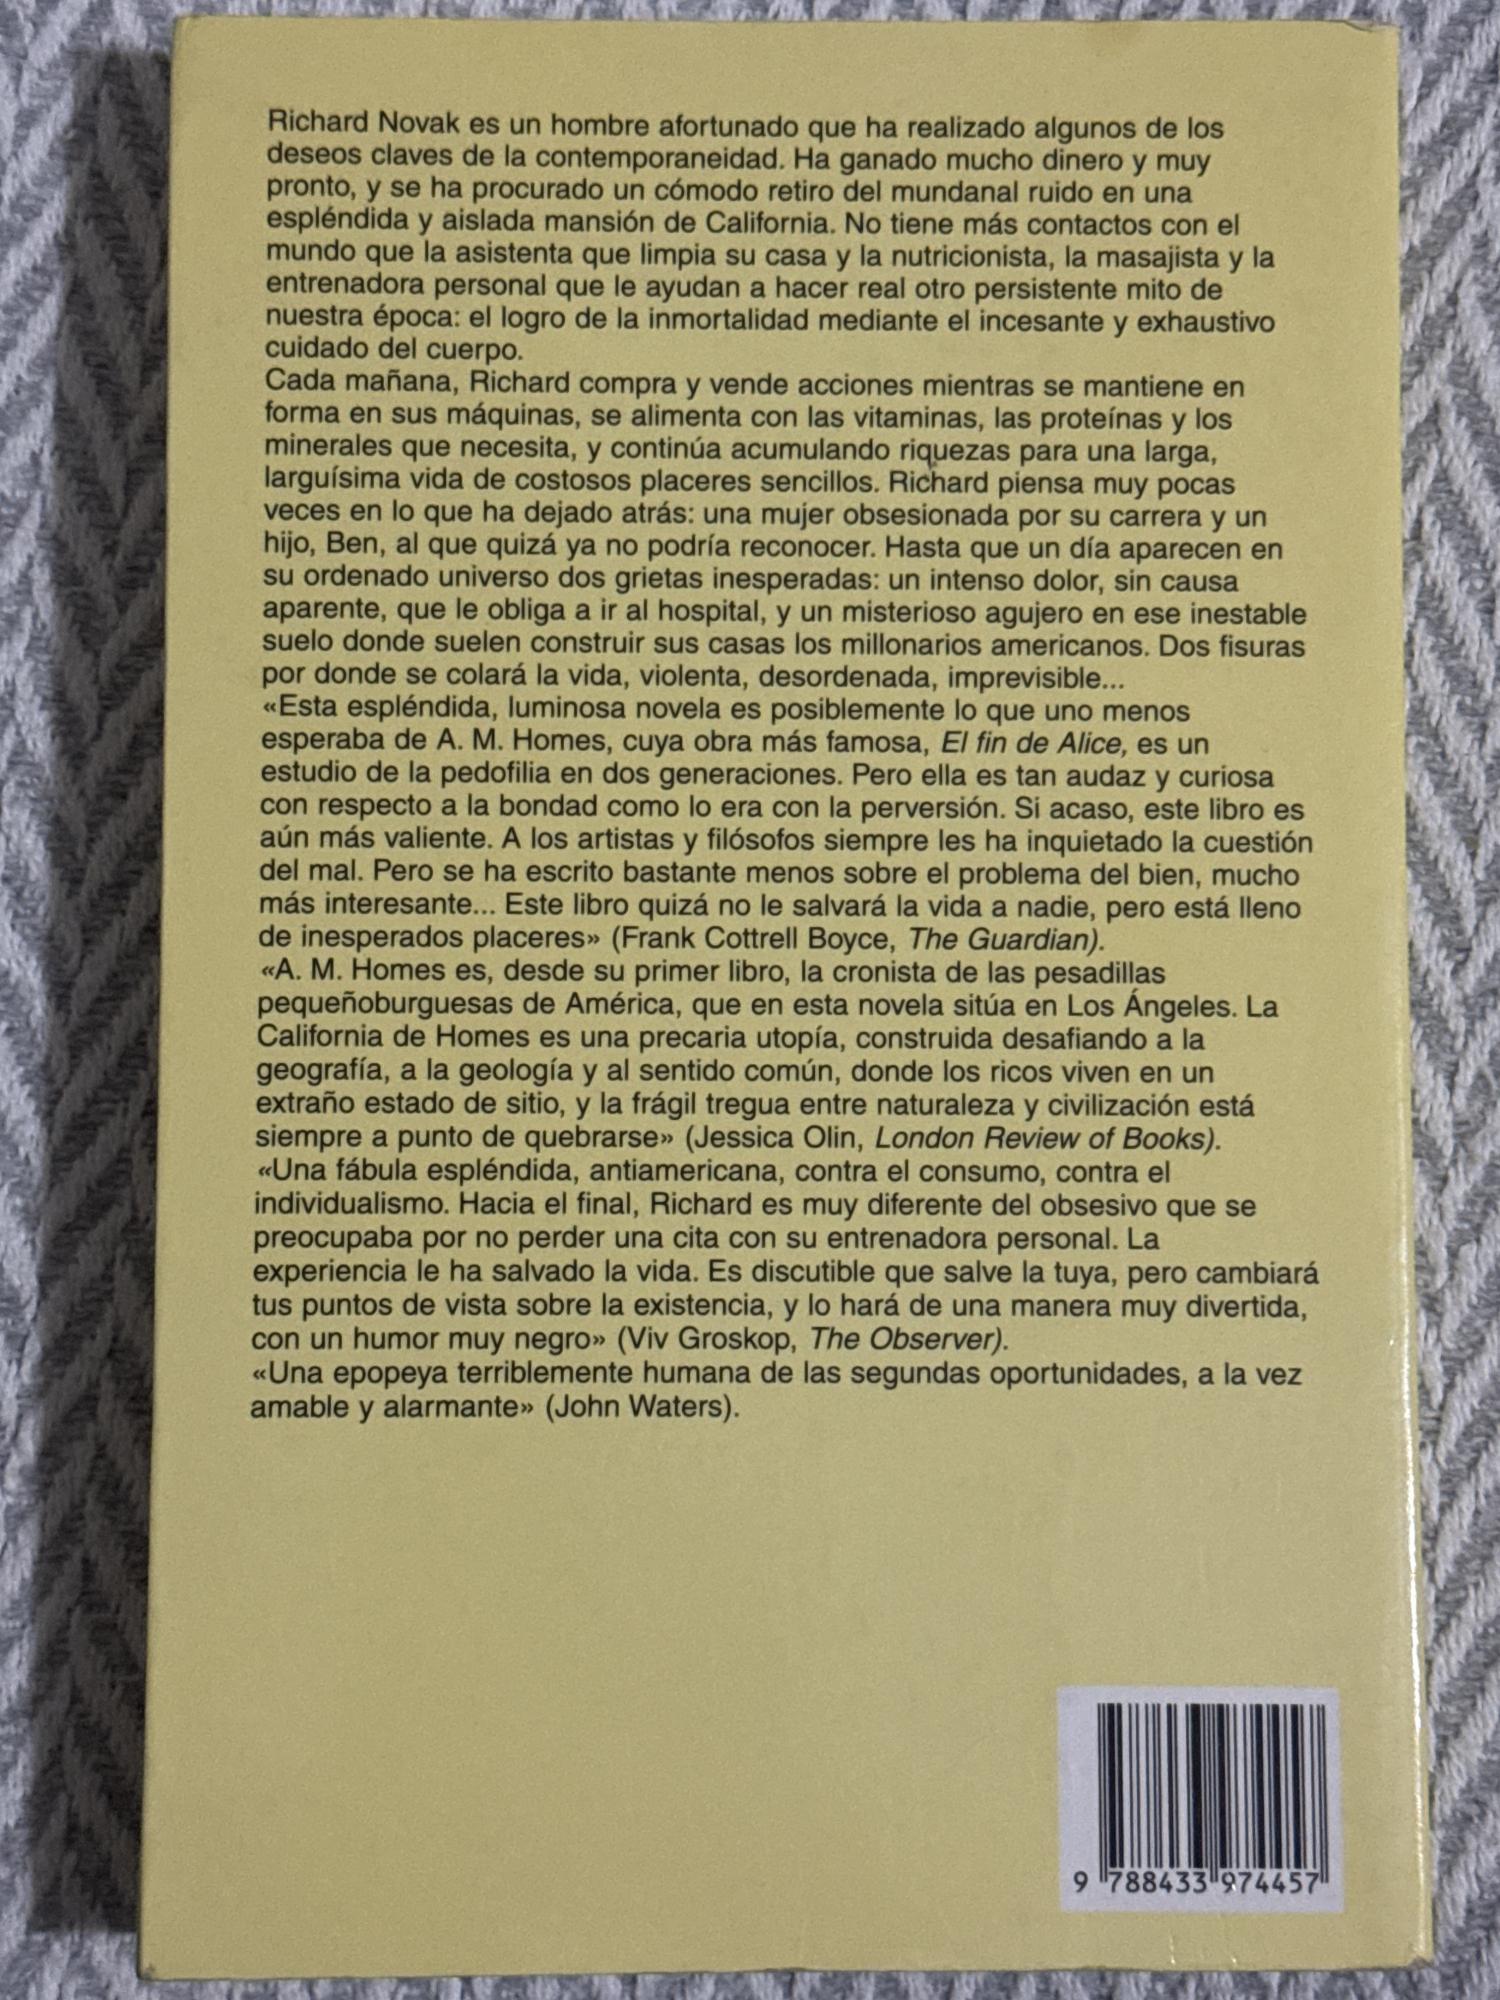 Richard Novak es un hombre afortunado que ha realizado algunos de los
deseos claves de la contemporaneidad. Ha ganado mucho dinero y muy
pronto, y se ha procurado un cómodo retiro del mundanal ruido en una
espléndida y aislada mansión de California. No tiene más contactos con el
mundo que la asistenta que limpia su casa y la nutricionista, la masajista y la
entrenadora personal que le ayudan a hacer real otro persistente mito de
nuestra época: el logro de la inmortalidad mediante el incesante y exhaustivo
cuidado del cuerpo.
Cada mañana, Richard compra y vende acciones mientras se mantiene en
forma en sus máquinas, se alimenta con las vitaminas, las proteínas y los
minerales que necesita, y continúa acumulando riquezas para una larga,
larguísima vida de costosos placeres sencillos. Richard piensa muy pocas
veces en lo que ha dejado atrás: una mujer obsesionada por su carrera y un
hijo, Ben, al que quizá ya no podría reconocer. Hasta que un día aparecen en
su ordenado universo dos grietas inesperadas: un intenso dolor, sin causa
aparente, que le obliga a ir al hospital, y un misterioso agujero en ese inestable
suelo donde suelen construir sus casas los millonarios americanos. Dos fisuras
por donde se colará la vida, violenta, desordenada, imprevisible...
«Esta espléndida, luminosa novela es posiblemente lo que uno menos
esperaba de A. M. Homes, cuya obra más famosa, El fin de Alice, es un
estudio de la pedofilia en dos generaciones. Pero ella es tan audaz y curiosa
con respecto a la bondad como lo era con la perversión. Si acaso, este libro es
aún más valiente. A los artistas y filósofos siempre les ha inquietado la cuestión
del mal. Pero se ha escrito bastante menos sobre el problema del bien, mucho
más interesante... Este libro quizá no le salvará la vida a nadie, pero está lleno
de inesperados placeres» (Frank Cottrell Boyce, The Guardian).
«A. M. Homes es, desde su primer libro, la cronista de las pesadillas
pequeñoburguesas de América, que en esta novela sitúa en Los Ángeles. La
California de Homes es una precaria utopía, construida desafiando a la
geografía, a la geología y al sentido común, donde los ricos viven en un
extraño estado de sitio, y la frágil tregua entre naturaleza y civilización está
siempre a punto de quebrarse» (Jessica Olin, London Review of Books).
«Una fábula espléndida, antiamericana, contra el consumo, contra el
individualismo. Hacia el final, Richard es muy diferente del obsesivo que se
preocupaba por no perder una cita con su entrenadora personal. La
experiencia le ha salvado la vida. Es discutible que salve la tuya, pero cambiará
tus puntos de vista sobre la existencia, y lo hará de una manera muy divertida,
con un humor muy negro» (Viv Groskop, The Observer).
«Una epopeya terriblemente humana de las segundas oportunidades, a la vez
amable y alarmante» (John Waters).
9 788433 974457